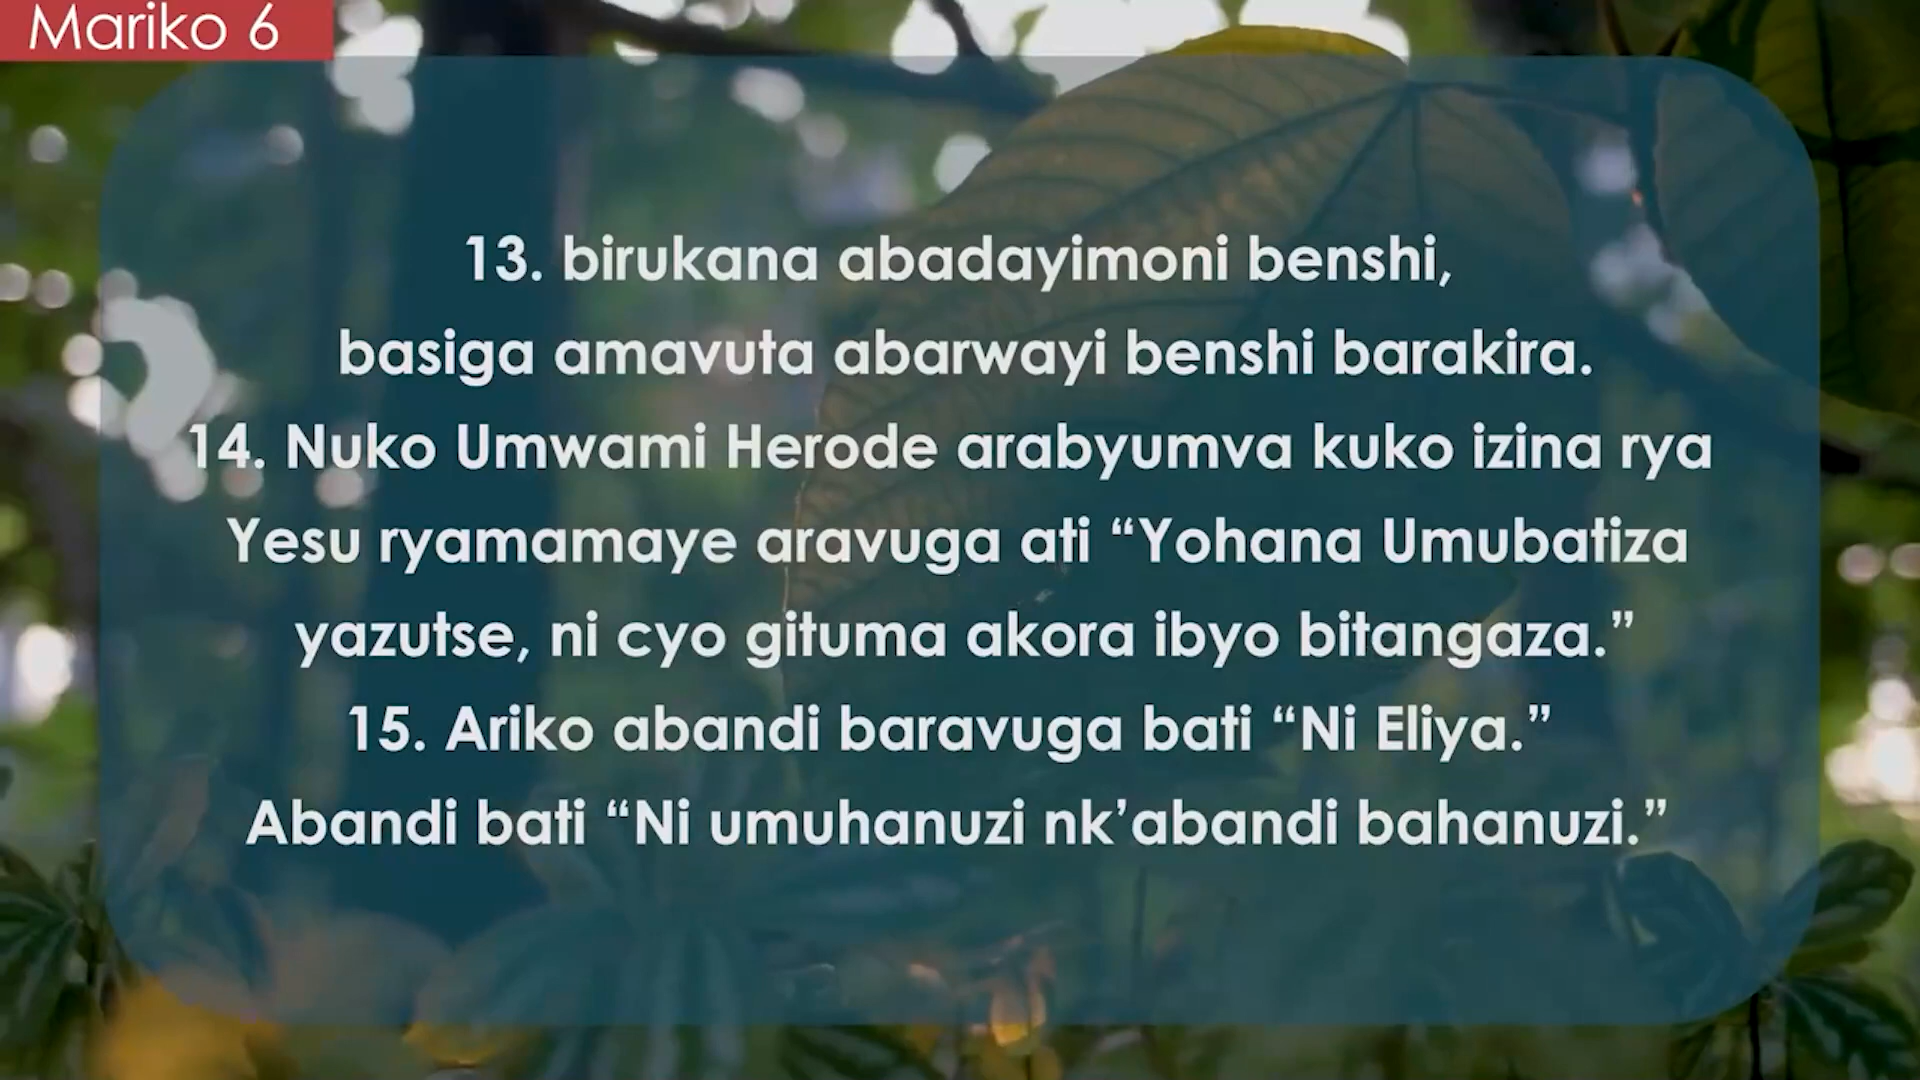 Mariko 6
13. birukana abadayimoni benshi,
basiga amavuta abarwayi benshi barakira.
14. Nuko Umwami Herode arabyumva kuko izina rya
Yesu ryamamaye aravuga ati “Yohana Umubatiza
yazutse, ni cyo gituma akora ibyo bitangaza.”
15. Ariko abandi baravuga bati “Ni Eliya.”
Abandi bati “Ni umuhanuzi nk’abandi bahanuzi.”